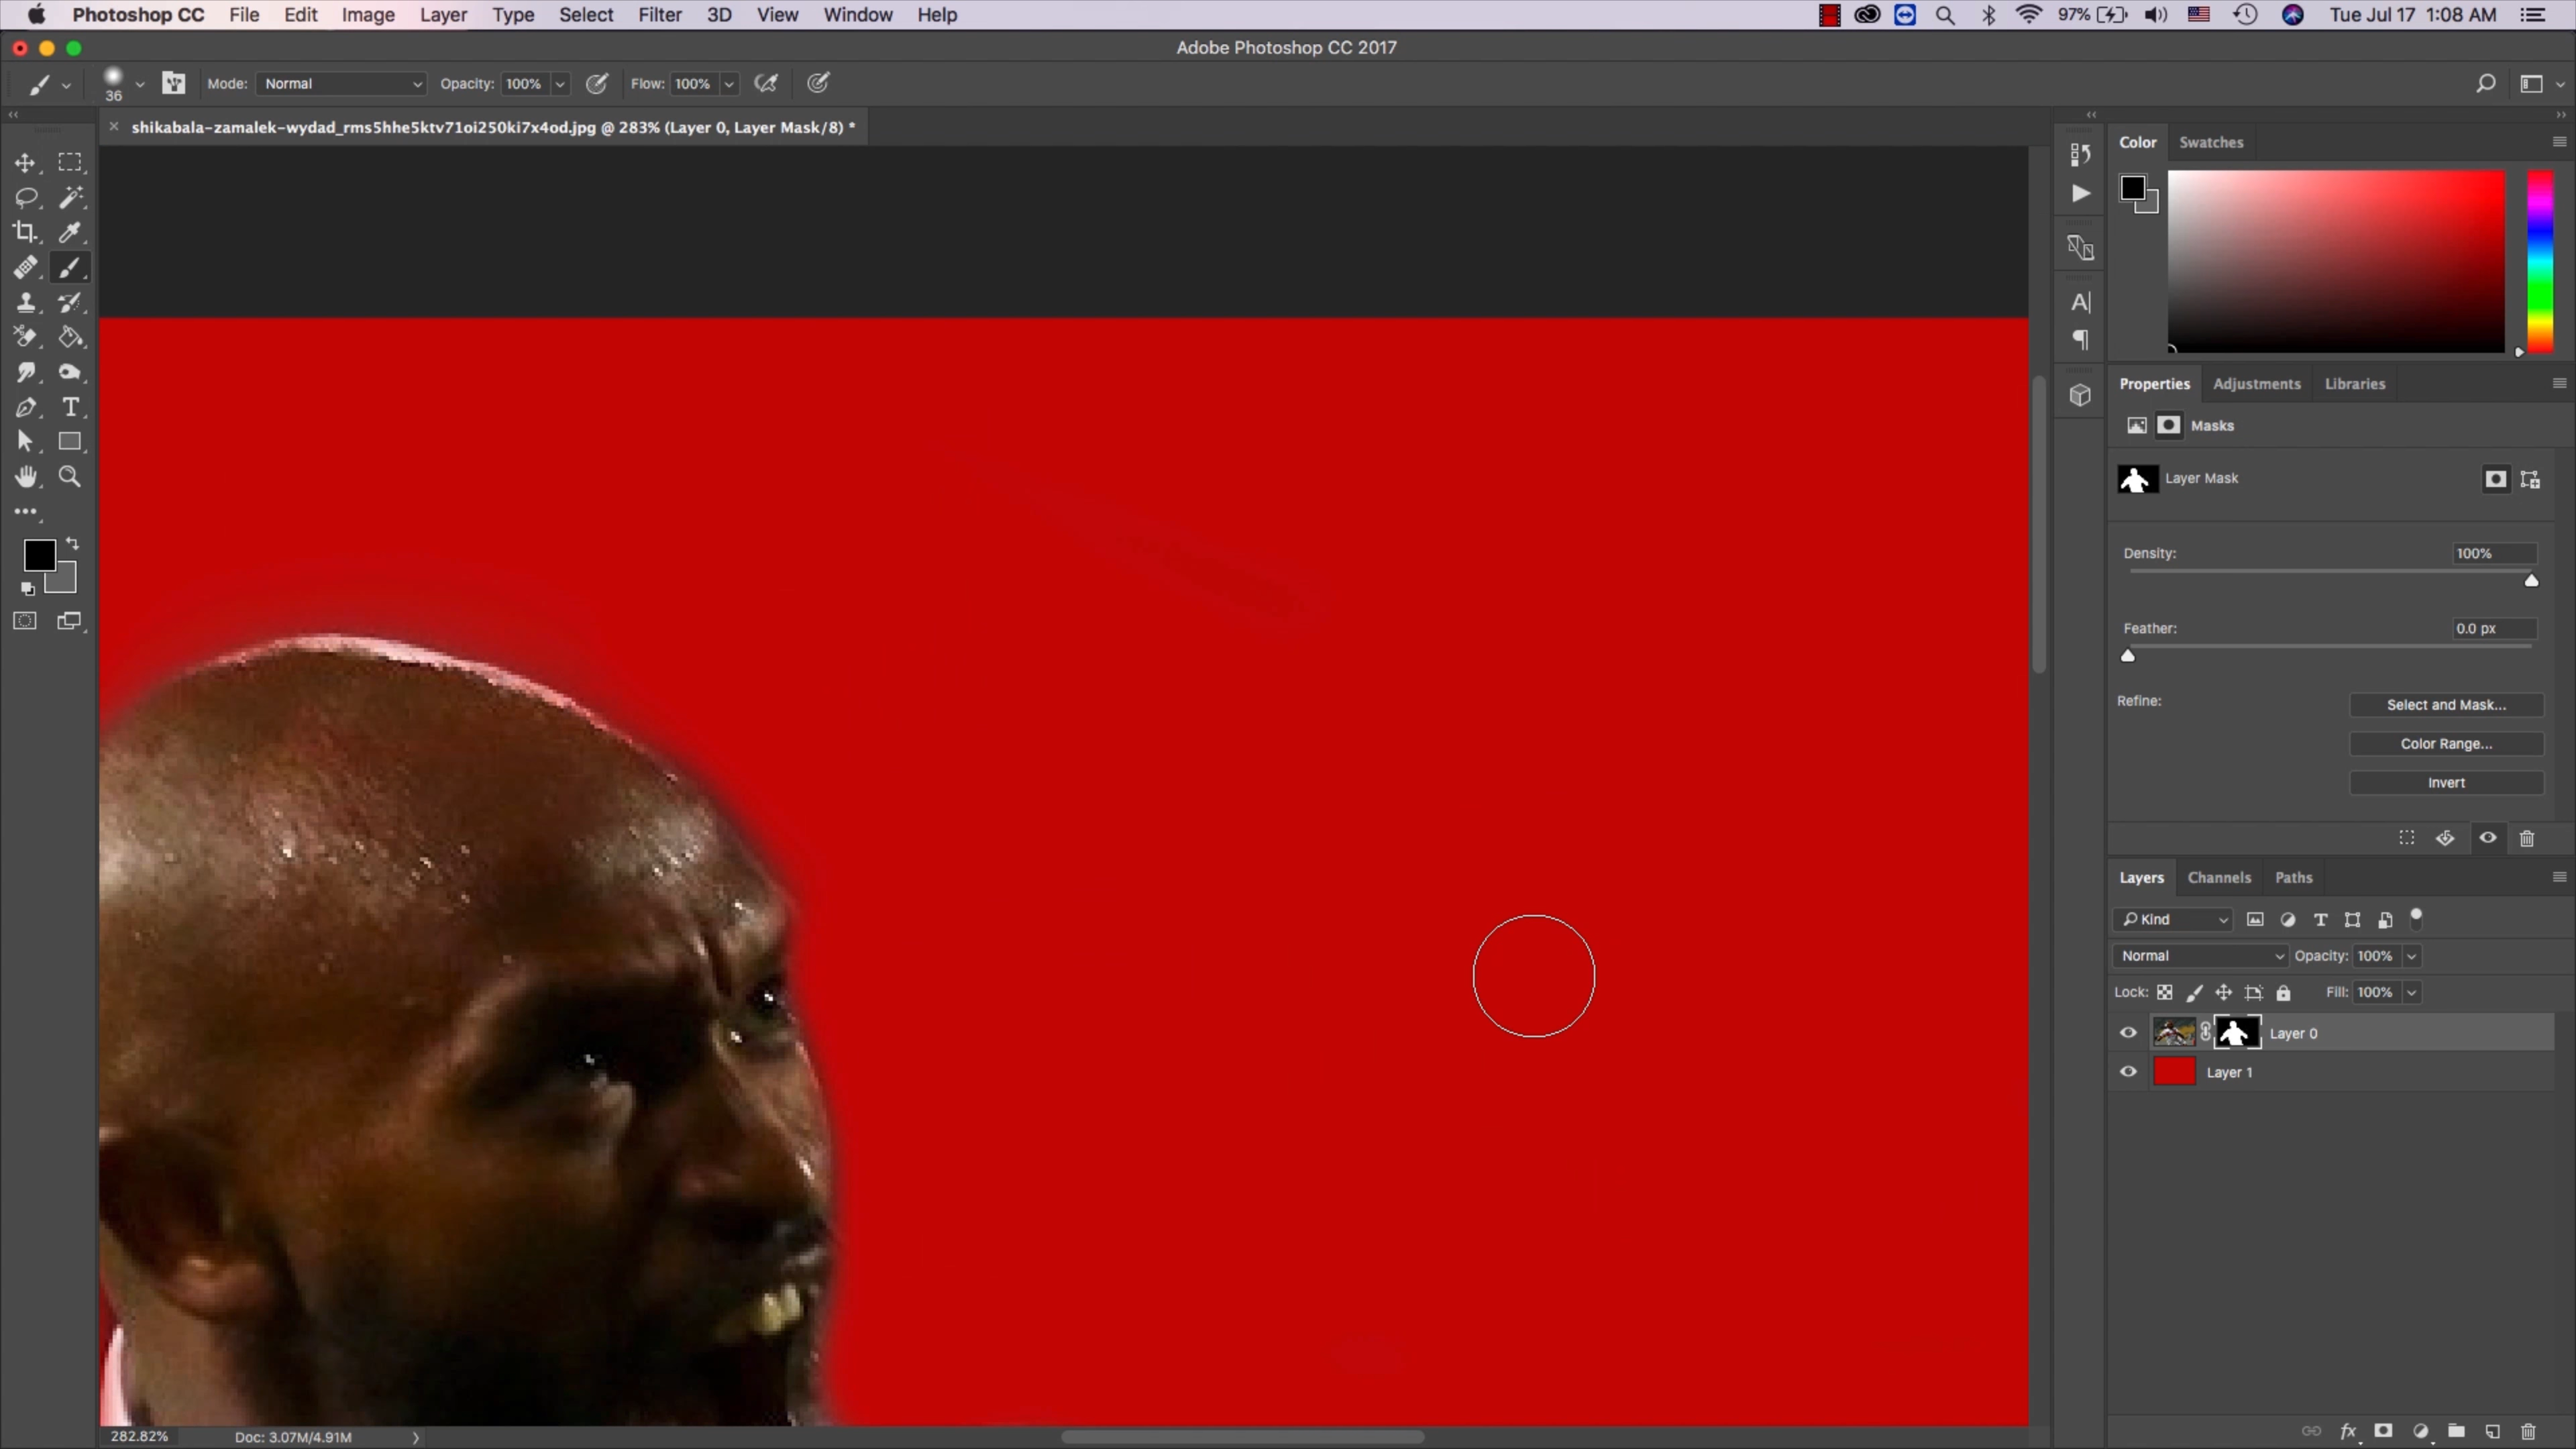 Photoshop CC File Edit Image Layer Type Select Filter 3D View Window Help 97% Tue Jul 17 1:08 AM
Adobe Photoshop CC 2017
36 Mode: Normal Opacity: 100% Flow: 100%
shikabala-zamalek-wydad_rms5hhe5ktv71oi250ki7x4od.jpg @ 283% (Layer 0, Layer Mask/8) *
Color Swatches
Properties Adjustments Libraries
Masks
Layer Mask
Density: 100%
Feather: 0.0 px
Refine: Select and Mask...
Color Range...
Invert
Layers Channels Paths
Kind
Normal Opacity: 100%
Lock: Fill: 100%
Layer 0
Layer 1
282.82% Doc: 3.07M/4.91M